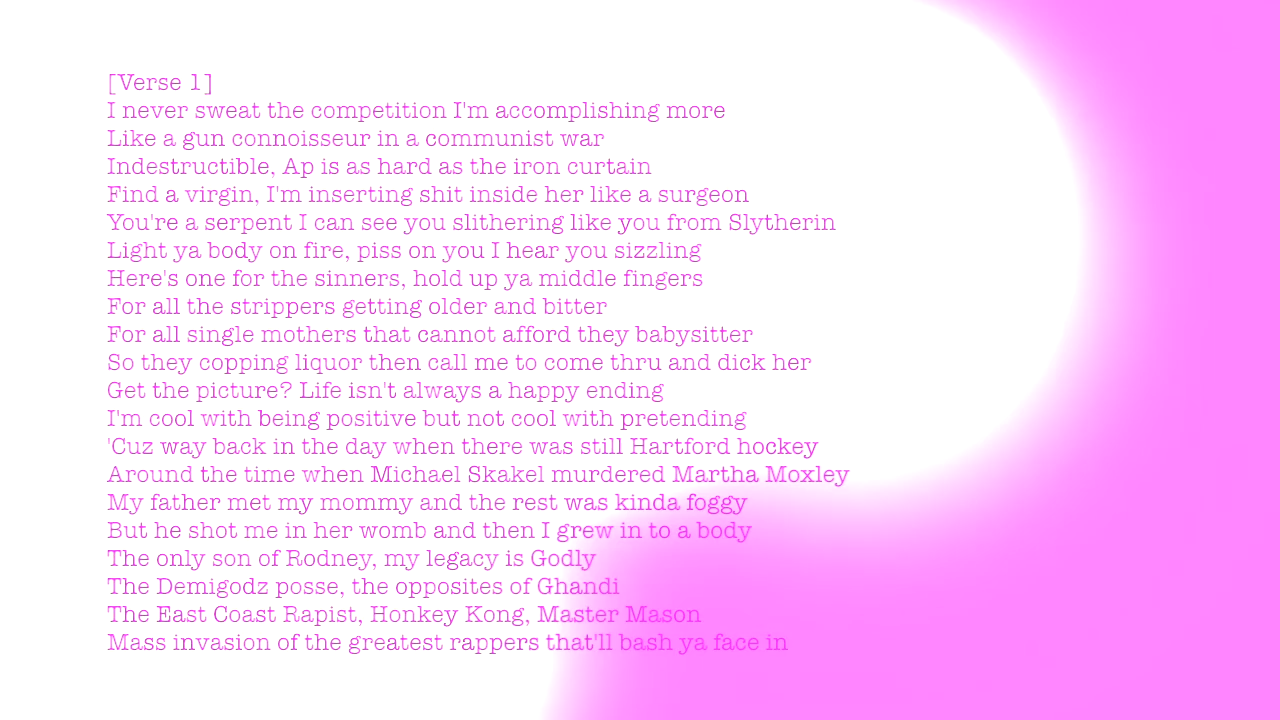 [Verse 1]
I never sweat the competition I'm accomplishing more
Like a gun connoisseur in a communist war
Indestructible, Ap is as hard as the iron curtain
Find a virgin, I'm inserting shit inside her like a surgeon
You're a serpent I can see you slithering like you from Slytherin
Light ya body on fire, piss on you I hear you sizzling
Here's one for the sinners, hold up ya middle fingers
For all the strippers getting older and bitter
For all single mothers that cannot afford they babysitter
So they copping liquor then call me to come thru and dick her
Get the picture? Life isn't always a happy ending
I'm cool with being positive but not cool with pretending
'Cuz way back in the day when there was still Hartford hockey
Around the time when Michael Skakel murdered Martha Moxley
My father met my mommy and the rest was kinda foggy
But he shot me in her womb and then I grew in to a body
The only son of Rodney, my legacy is Godly
The Demigodz posse, the opposites of Ghandi
The East Coast Rapist, Honkey Kong, Master Mason
Mass invasion of the greatest rappers that'll bash ya face in